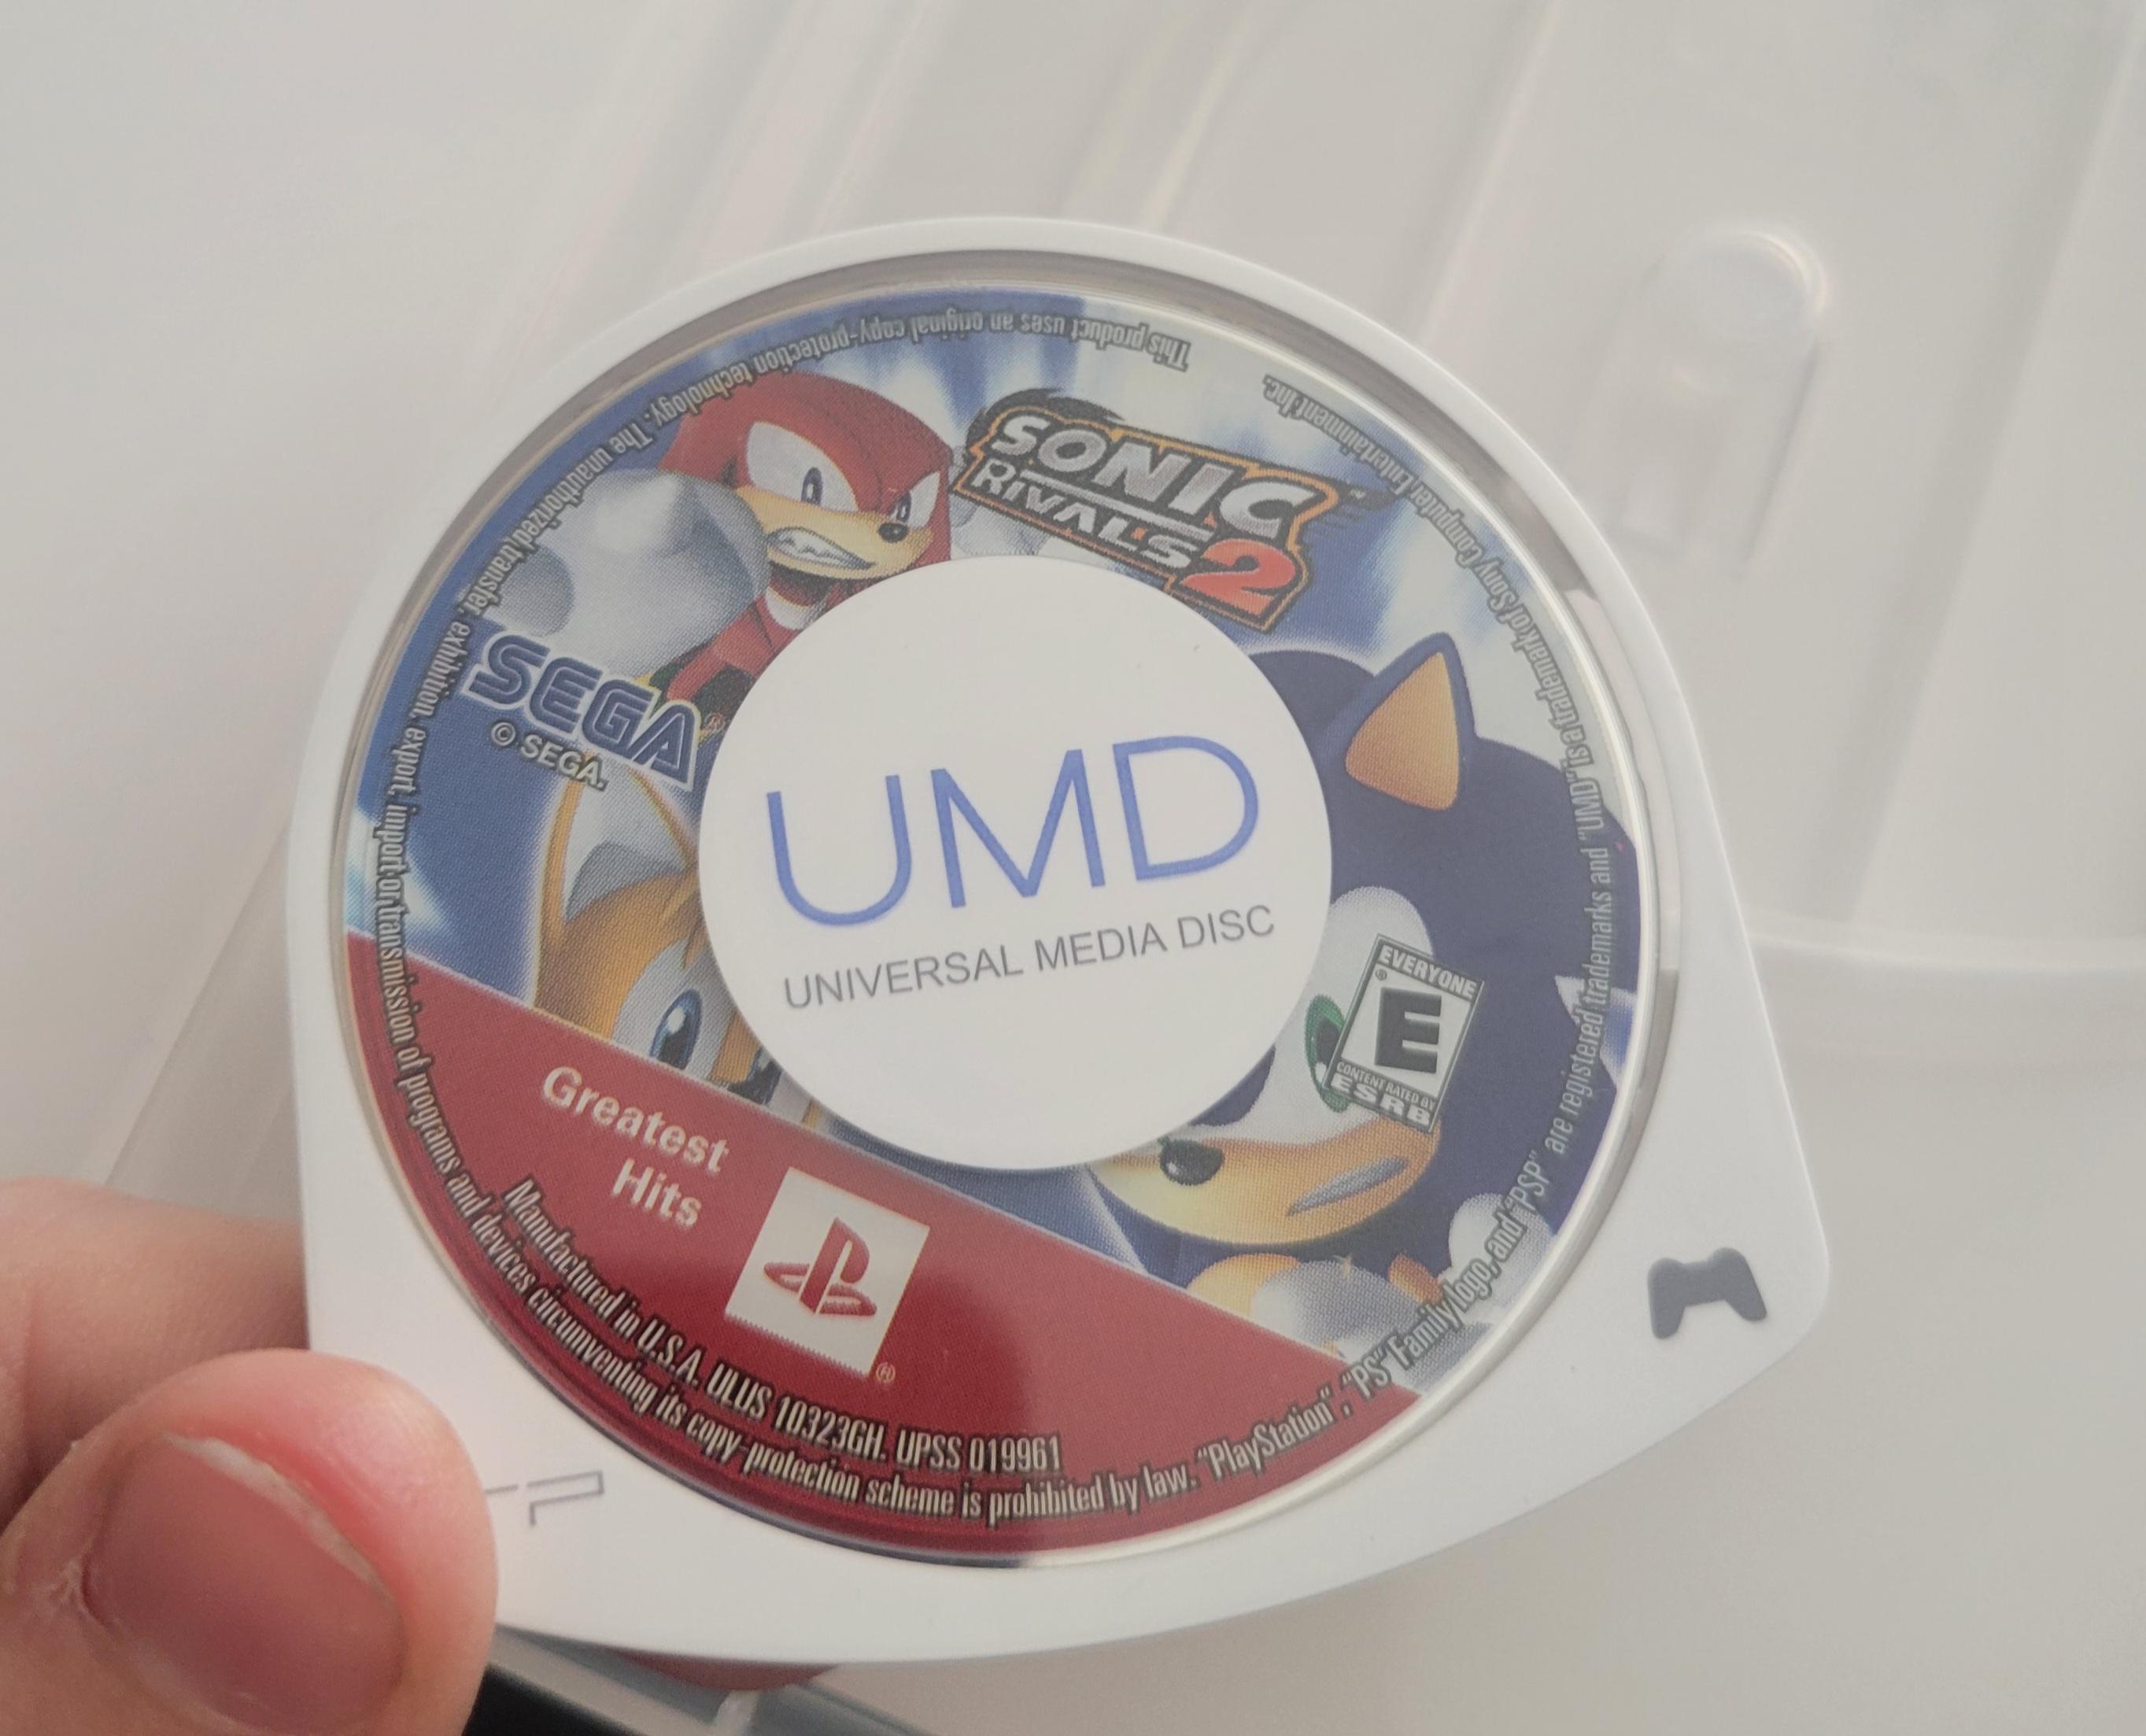 SONIC
RIVALS 2
™
SEGA®
© SEGA.
UMD
UNIVERSAL MEDIA DISC
EVERYONE
E
®
CONTENT RATED BY
ESRB
Greatest
Hits
®
Manufactured in U.S.A. ULUS 10323GH. UPSS 019961
This product uses an original copy-protection technology. The unauthorized transfer, exhibition, export, import or transmission of programs and devices circumventing its copy-protection scheme is prohibited by law. "PlayStation", "PS" Family logo, and "PSP" are registered trademarks and "UMD" is a trademark of Sony Computer Entertainment Inc.
P